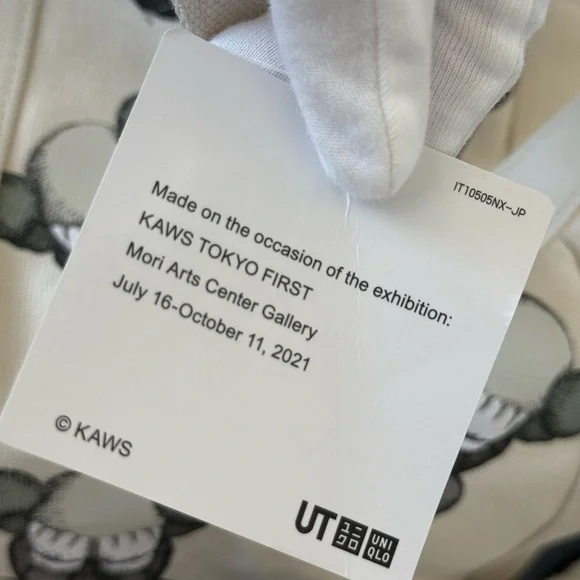 IT10505NX-JP
Made on the occasion of the exhibition:
KAWS TOKYO FIRST
Mori Arts Center Gallery
July 16-October 11, 2021
© KAWS
UT
ユニ
クロ
UNI
QLO